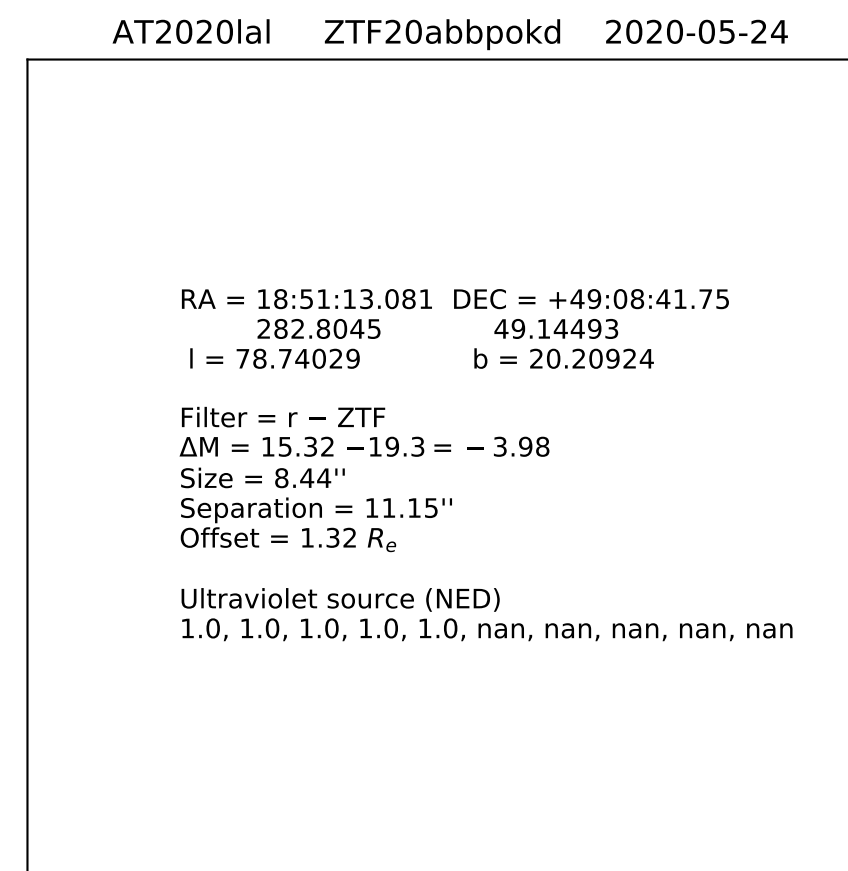 AT2020lal ZTF20abbpokd 2020-05-24
RA = 18:51:13.081 DEC = +49:08:41.75
282.8045 49.14493
l = 78.74029 b = 20.20924
Filter = r − ZTF
ΔM = 15.32 −19.3 = − 3.98
Size = 8.44''
Separation = 11.15''
Offset = 1.32 Re
Ultraviolet source (NED)
1.0, 1.0, 1.0, 1.0, 1.0, nan, nan, nan, nan, nan